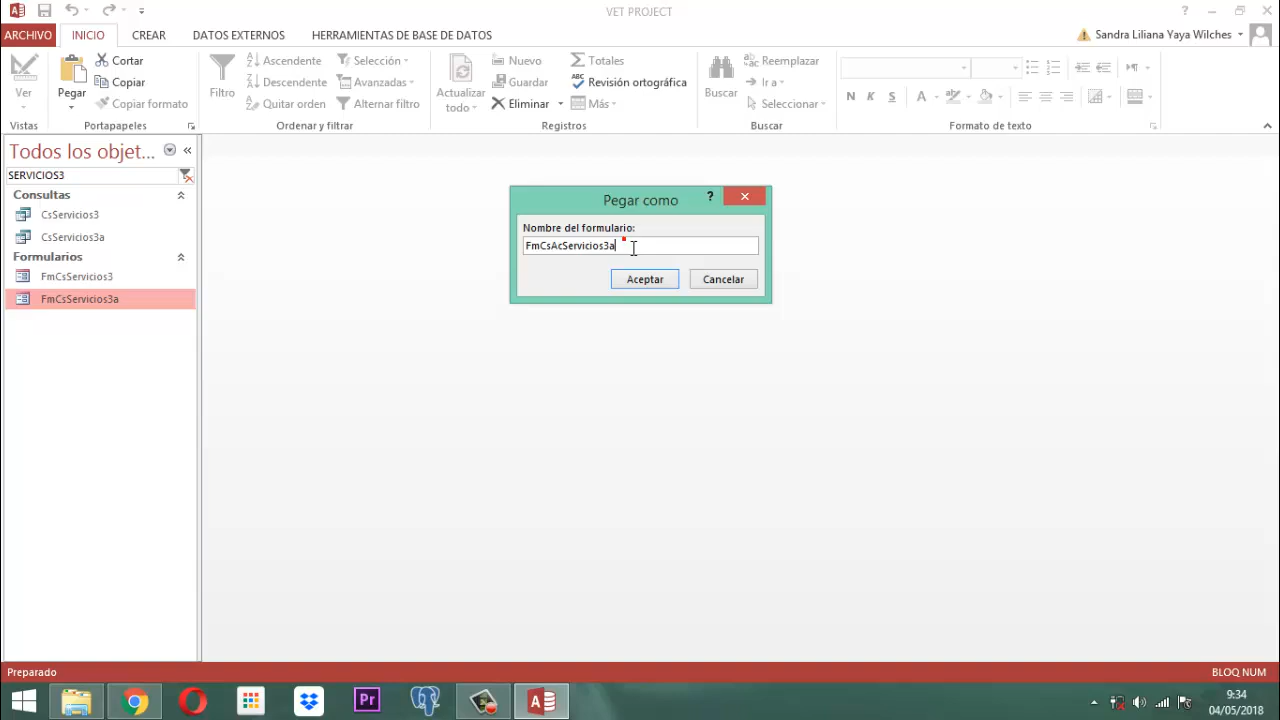 VET PROJECT
ARCHIVO INICIO CREAR DATOS EXTERNOS HERRAMIENTAS DE BASE DE DATOS
Sandra Liliana Yaya Wilches
Ver
Pegar
Cortar
Copiar
Copiar formato
Filtro
Ascendente
Descendente
Quitar orden
Selección
Avanzadas
Alternar filtro
Actualizar
todo
Nuevo
Guardar
Eliminar
Totales
Revisión ortográfica
Más
Buscar
Reemplazar
Ir a
Seleccionar
N K S A
Vistas Portapapeles Ordenar y filtrar Registros Buscar Formato de texto
Todos los objet...
SERVICIOS3
Consultas
CsServicios3
CsServicios3a
Formularios
FmCsServicios3
FmCsServicios3a
Pegar como
Nombre del formulario:
FmCsAcServicios3a
Aceptar Cancelar
Preparado BLOQ NUM
Pr
9:34
04/05/2018